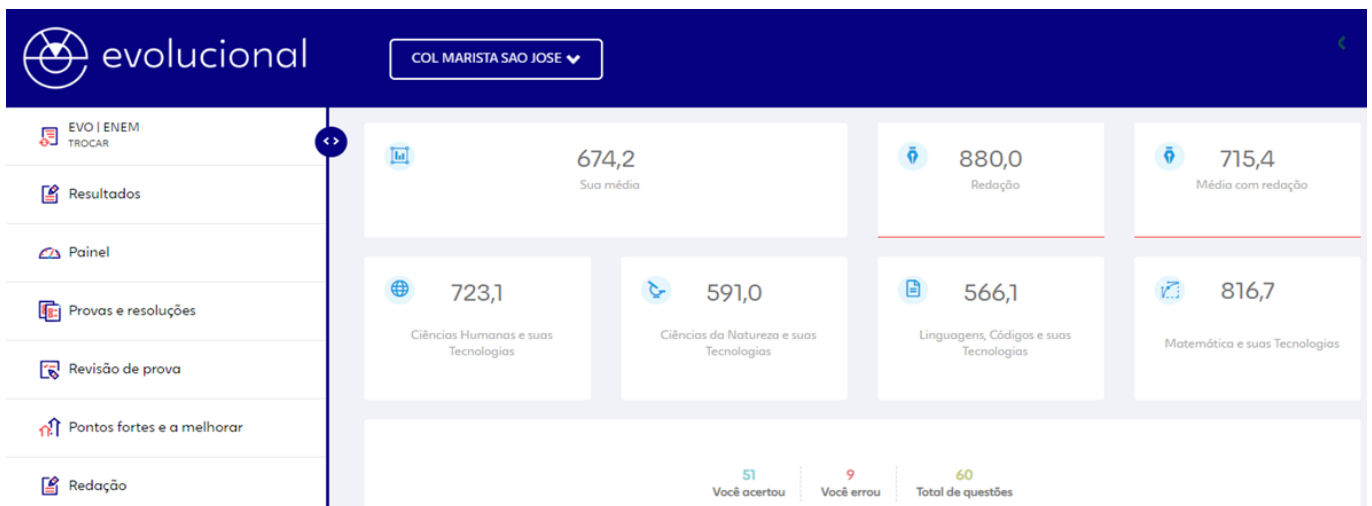 evolucional
COL MARISTA SAO JOSE
EVO | ENEM
TROCAR
Resultados
Painel
Provas e resoluções
Revisão de prova
Pontos fortes e a melhorar
Redação
674,2
Sua média
880,0
Redação
715,4
Média com redação
723,1
Ciências Humanas e suas
Tecnologias
591,0
Ciências da Natureza e suas
Tecnologias
566,1
Linguagens, Códigos e suas
Tecnologias
816,7
Matemática e suas Tecnologias
51
Você acertou
9
Você errou
60
Total de questões